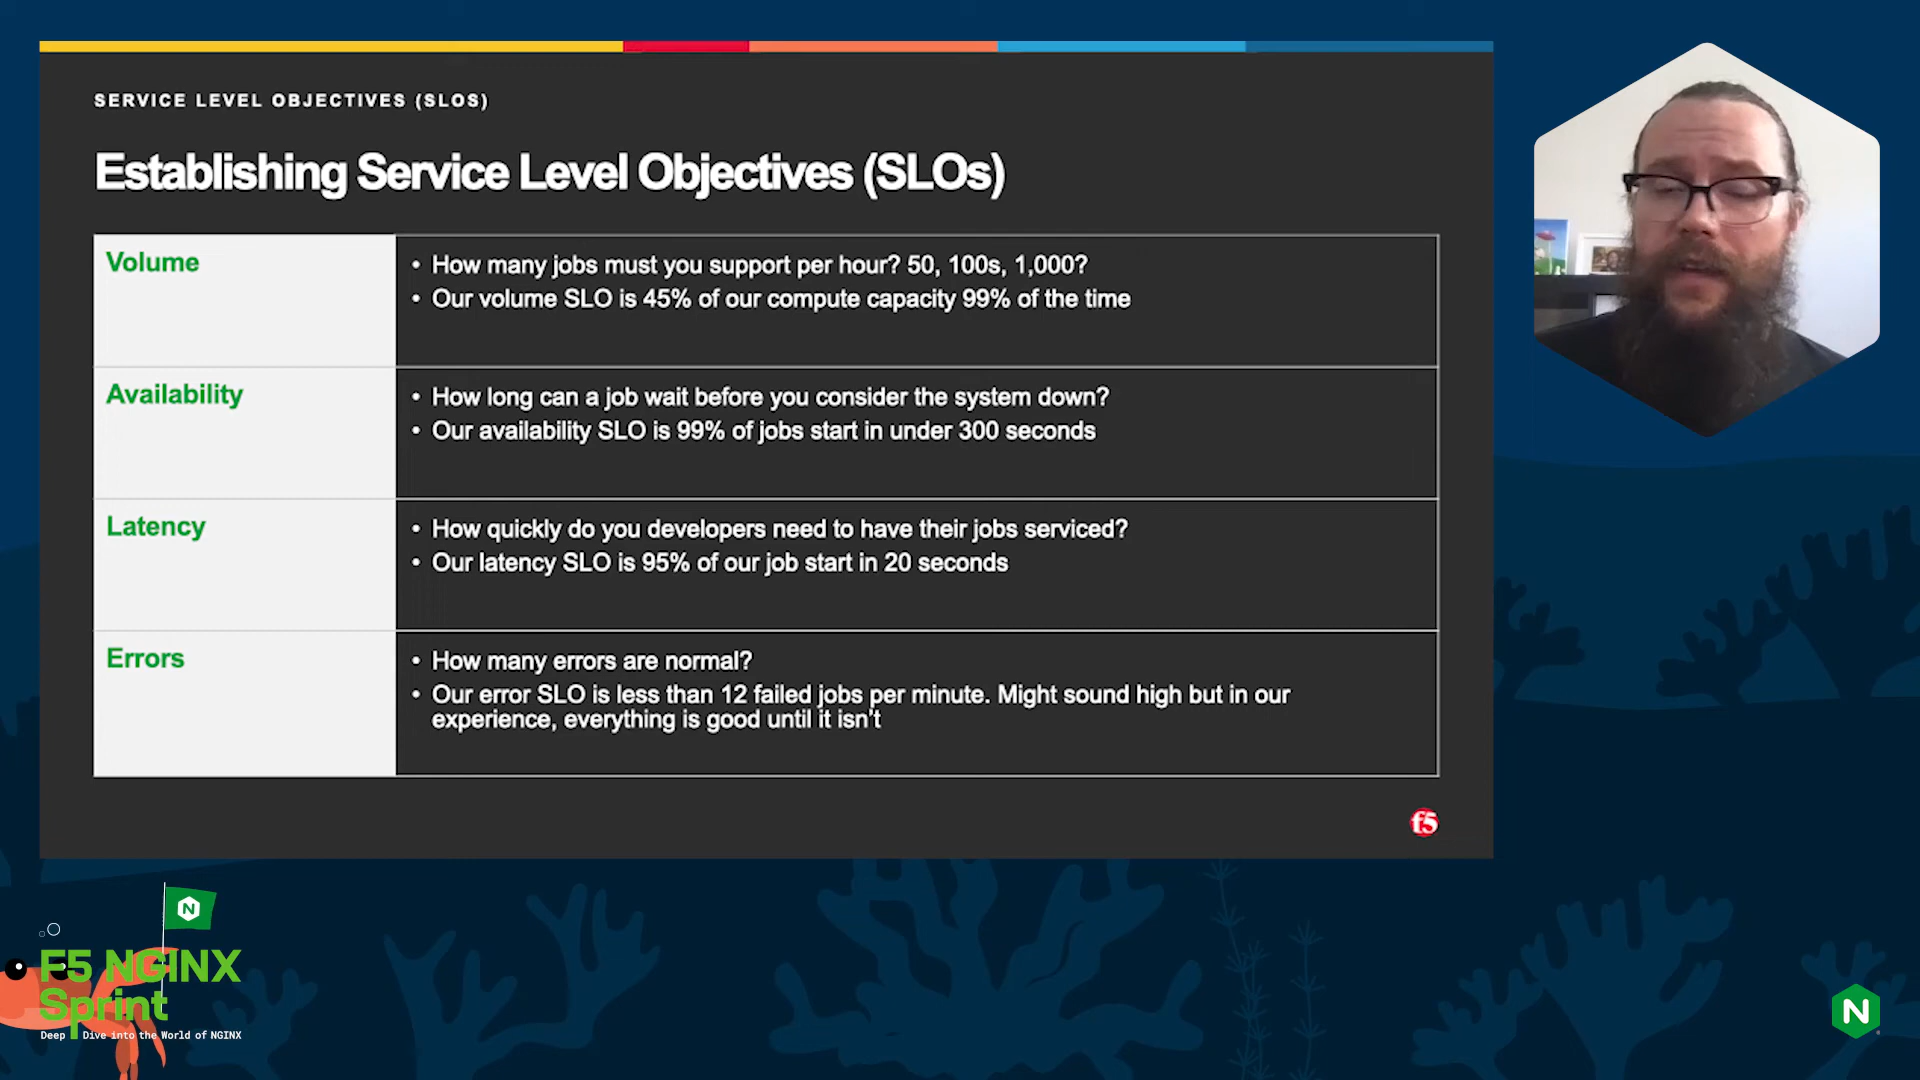 SERVICE LEVEL OBJECTIVES (SLOS)
Establishing Service Level Objectives (SLOs)
Volume
• How many jobs must you support per hour? 50, 100s, 1,000?
• Our volume SLO is 45% of our compute capacity 99% of the time
Availability
• How long can a job wait before you consider the system down?
• Our availability SLO is 99% of jobs start in under 300 seconds
Latency
• How quickly do you developers need to have their jobs serviced?
• Our latency SLO is 95% of our job start in 20 seconds
Errors
• How many errors are normal?
• Our error SLO is less than 12 failed jobs per minute. Might sound high but in our
experience, everything is good until it isn't
f5
N
F5 NGINX
Sprint
Deep Dive into the World of NGINX
N